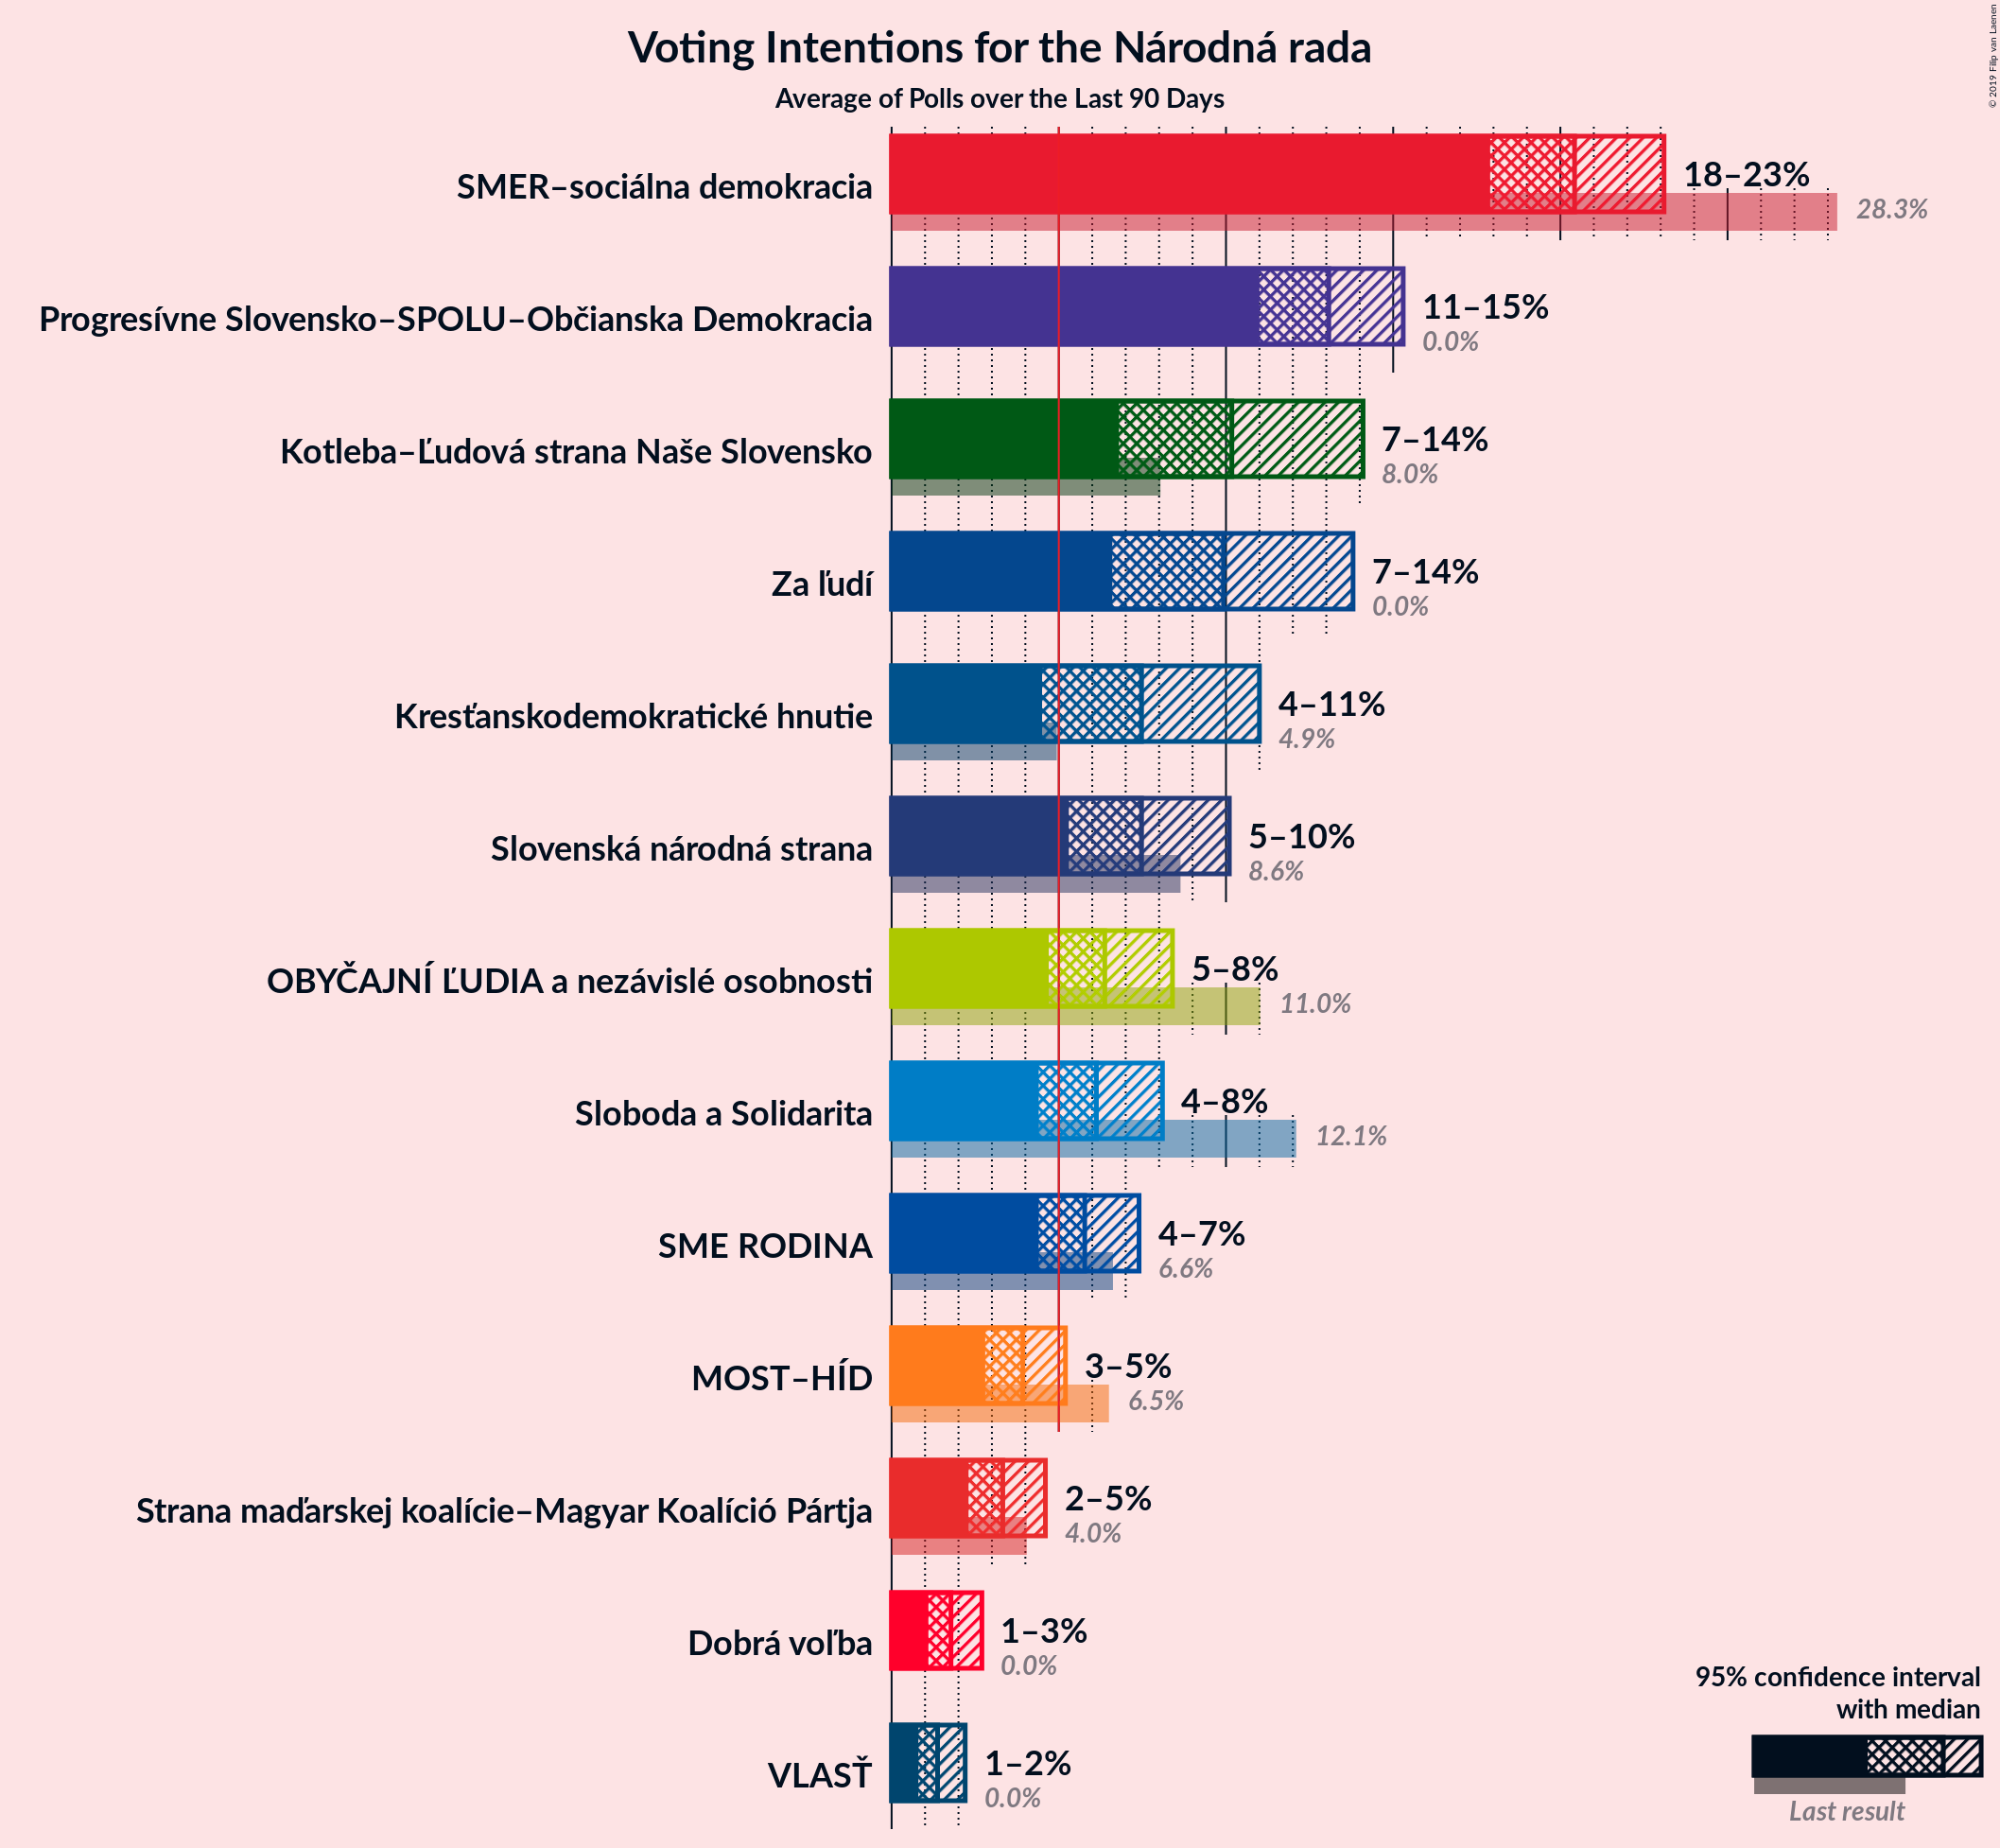 © 2019 Filip van Laenen
Voting Intentions for the Národná rada
Average of Polls over the Last 90 Days
SMER–sociálna demokracia
18–23%
28.3%
Progresívne Slovensko–SPOLU–Občianska Demokracia
11–15%
0.0%
Kotleba–Ľudová strana Naše Slovensko
7–14%
8.0%
Za ľudí
7–14%
0.0%
Kresťanskodemokratické hnutie
4–11%
4.9%
Slovenská národná strana
5–10%
8.6%
OBYČAJNÍ ĽUDIA a nezávislé osobnosti
5–8%
11.0%
Sloboda a Solidarita
4–8%
12.1%
SME RODINA
4–7%
6.6%
MOST–HÍD
3–5%
6.5%
Strana maďarskej koalície–Magyar Koalíció Pártja
2–5%
4.0%
Dobrá voľba
1–3%
0.0%
VLASŤ
1–2%
0.0%
95% confidence interval
with median
Last result